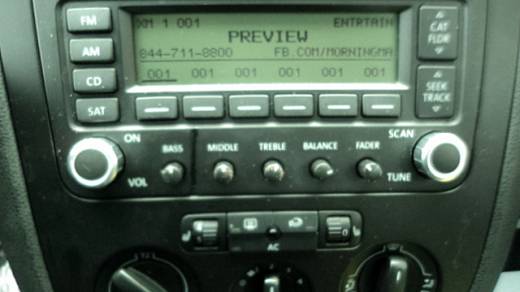 FM
XM 1 001 ENTRTAIN
CAT
FLDR
AM
PREVIEW
844-711-8800 FB.COM/MORNINGMA
CD
001 001 001 001 001 001
SEEK
TRACK
SAT
ON
SCAN
BASS MIDDLE TREBLE BALANCE FADER
VOL
TUNE
AC